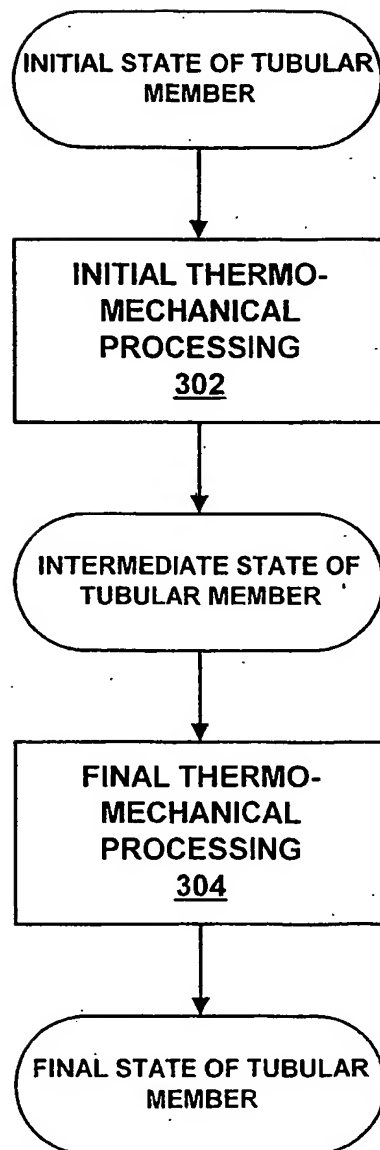 INITIAL STATE OF TUBULAR
MEMBER
INITIAL THERMO-
MECHANICAL
PROCESSING
302
INTERMEDIATE STATE OF
TUBULAR MEMBER
FINAL THERMO-
MECHANICAL
PROCESSING
304
FINAL STATE OF TUBULAR
MEMBER